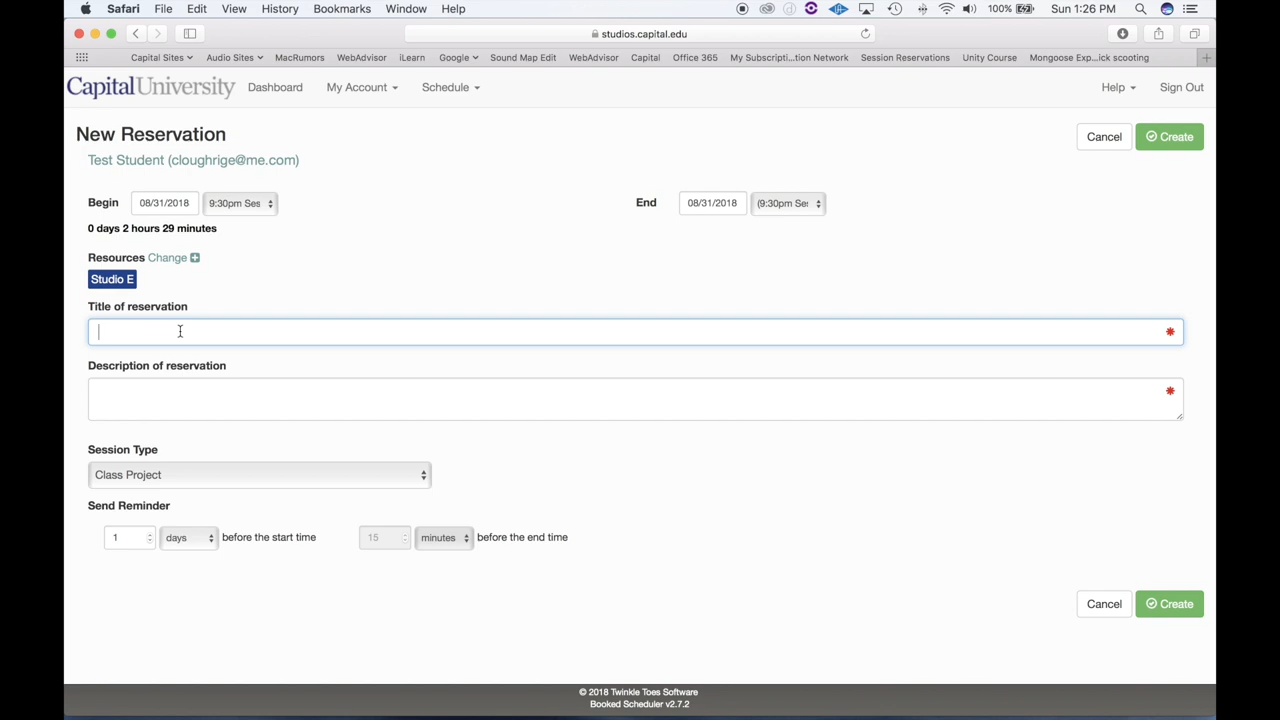 Safari File Edit View History Bookmarks Window Help 100% Sun 1:26 PM
studios.capital.edu
Capital Sites Audio Sites MacRumors WebAdvisor iLearn Google Sound Map Edit WebAdvisor Capital Office 365 My Subscripti...tion Network Session Reservations Unity Course Mongoose Exp...ick scooting
Capital University Dashboard My Account Schedule Help Sign Out
New Reservation Cancel Create
Test Student (cloughrige@me.com)
Begin 08/31/2018 9:30pm Ses End 08/31/2018 (9:30pm Ses
0 days 2 hours 29 minutes
Resources Change
Studio E
Title of reservation
Description of reservation
Session Type
Class Project
Send Reminder
1 days before the start time 15 minutes before the end time
Cancel Create
© 2018 Twinkle Toes Software
Booked Scheduler v2.7.2